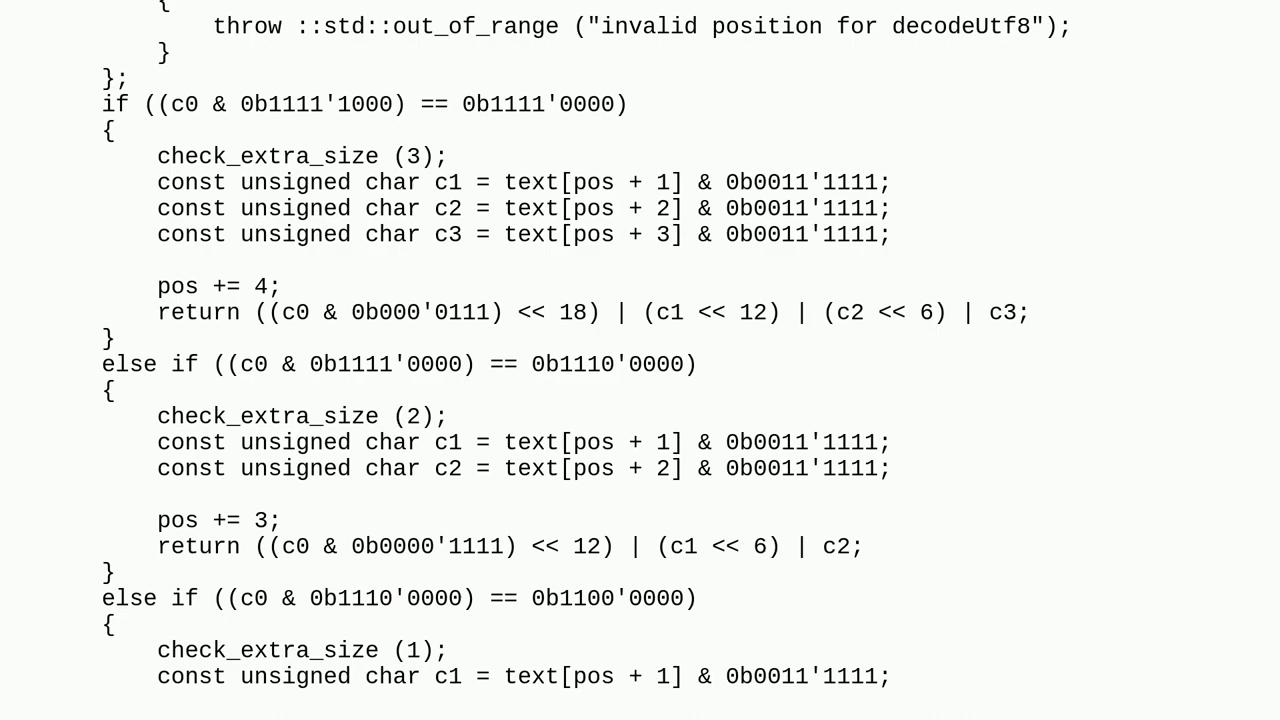 {
throw ::std::out_of_range ("invalid position for decodeUtf8");
}
};
if ((c0 & 0b1111'1000) == 0b1111'0000)
{
check_extra_size (3);
const unsigned char c1 = text[pos + 1] & 0b0011'1111;
const unsigned char c2 = text[pos + 2] & 0b0011'1111;
const unsigned char c3 = text[pos + 3] & 0b0011'1111;
pos += 4;
return ((c0 & 0b000'0111) << 18) | (c1 << 12) | (c2 << 6) | c3;
}
else if ((c0 & 0b1111'0000) == 0b1110'0000)
{
check_extra_size (2);
const unsigned char c1 = text[pos + 1] & 0b0011'1111;
const unsigned char c2 = text[pos + 2] & 0b0011'1111;
pos += 3;
return ((c0 & 0b0000'1111) << 12) | (c1 << 6) | c2;
}
else if ((c0 & 0b1110'0000) == 0b1100'0000)
{
check_extra_size (1);
const unsigned char c1 = text[pos + 1] & 0b0011'1111;